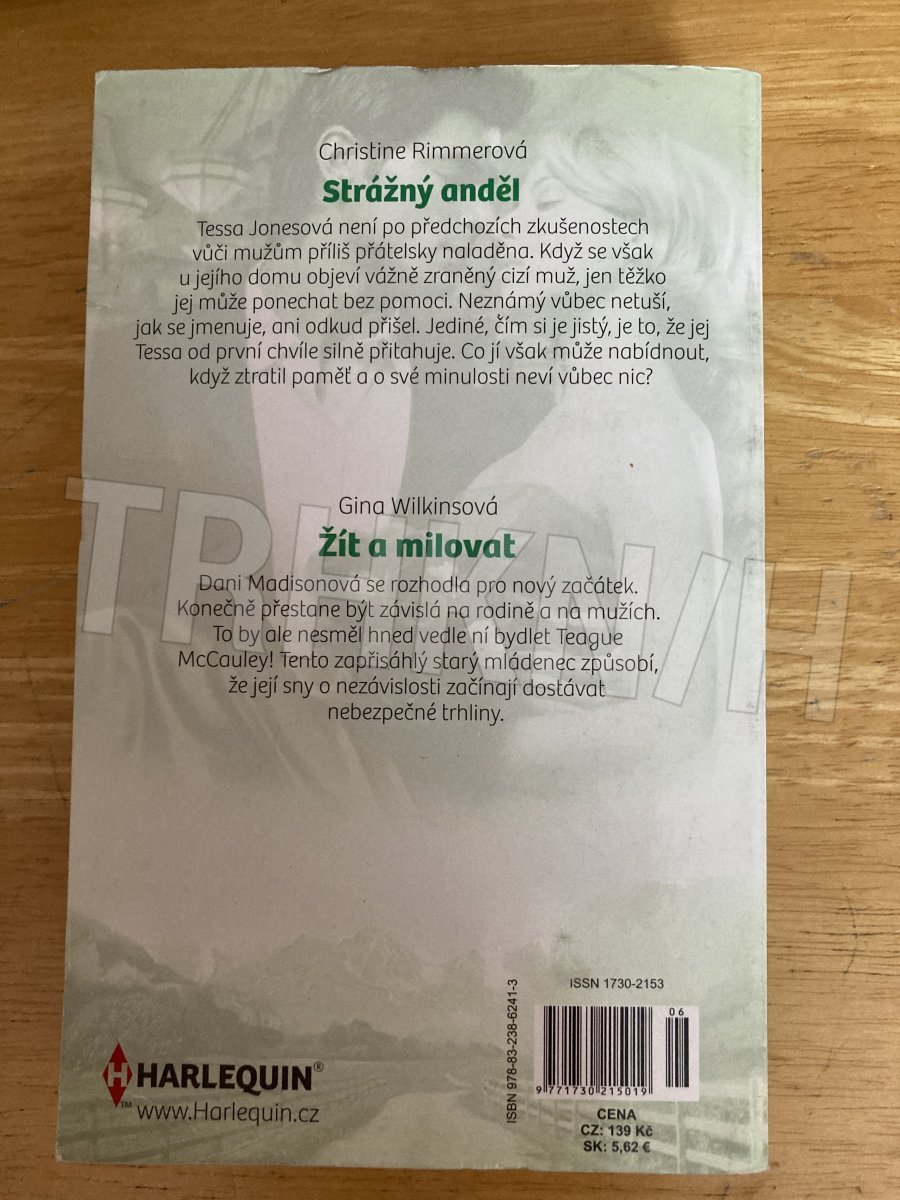 Christine Rimmerová
Strážný anděl
Tessa Jonesová není po předchozích zkušenostech
vůči mužům příliš přátelsky naladěna. Když se však
u jejího domu objeví vážně zraněný cizí muž, jen těžko
jej může ponechat bez pomoci. Neznámý vůbec netuší,
jak se jmenuje, ani odkud přišel. Jediné, čím si je jistý, je to, že jej
Tessa od první chvíle silně přitahuje. Co jí však může nabídnout,
když ztratil paměť a o své minulosti neví vůbec nic?
Gina Wilkinsová
Žít a milovat
Dani Madisonová se rozhodla pro nový začátek.
Konečně přestane být závislá na rodině a na mužích.
To by ale nesměl hned vedle ní bydlet Teague
McCauley! Tento zapřisáhlý starý mládenec způsobí,
že její sny o nezávislosti začínají dostávat
nebezpečné trhliny.
TRHKNIH
ISSN 1730-2153
ISBN 978-83-238-6241-3
06
9 771730 215019
CENA
CZ: 139 Kč
SK: 5,62 €
H HARLEQUIN®
™ www.Harlequin.cz